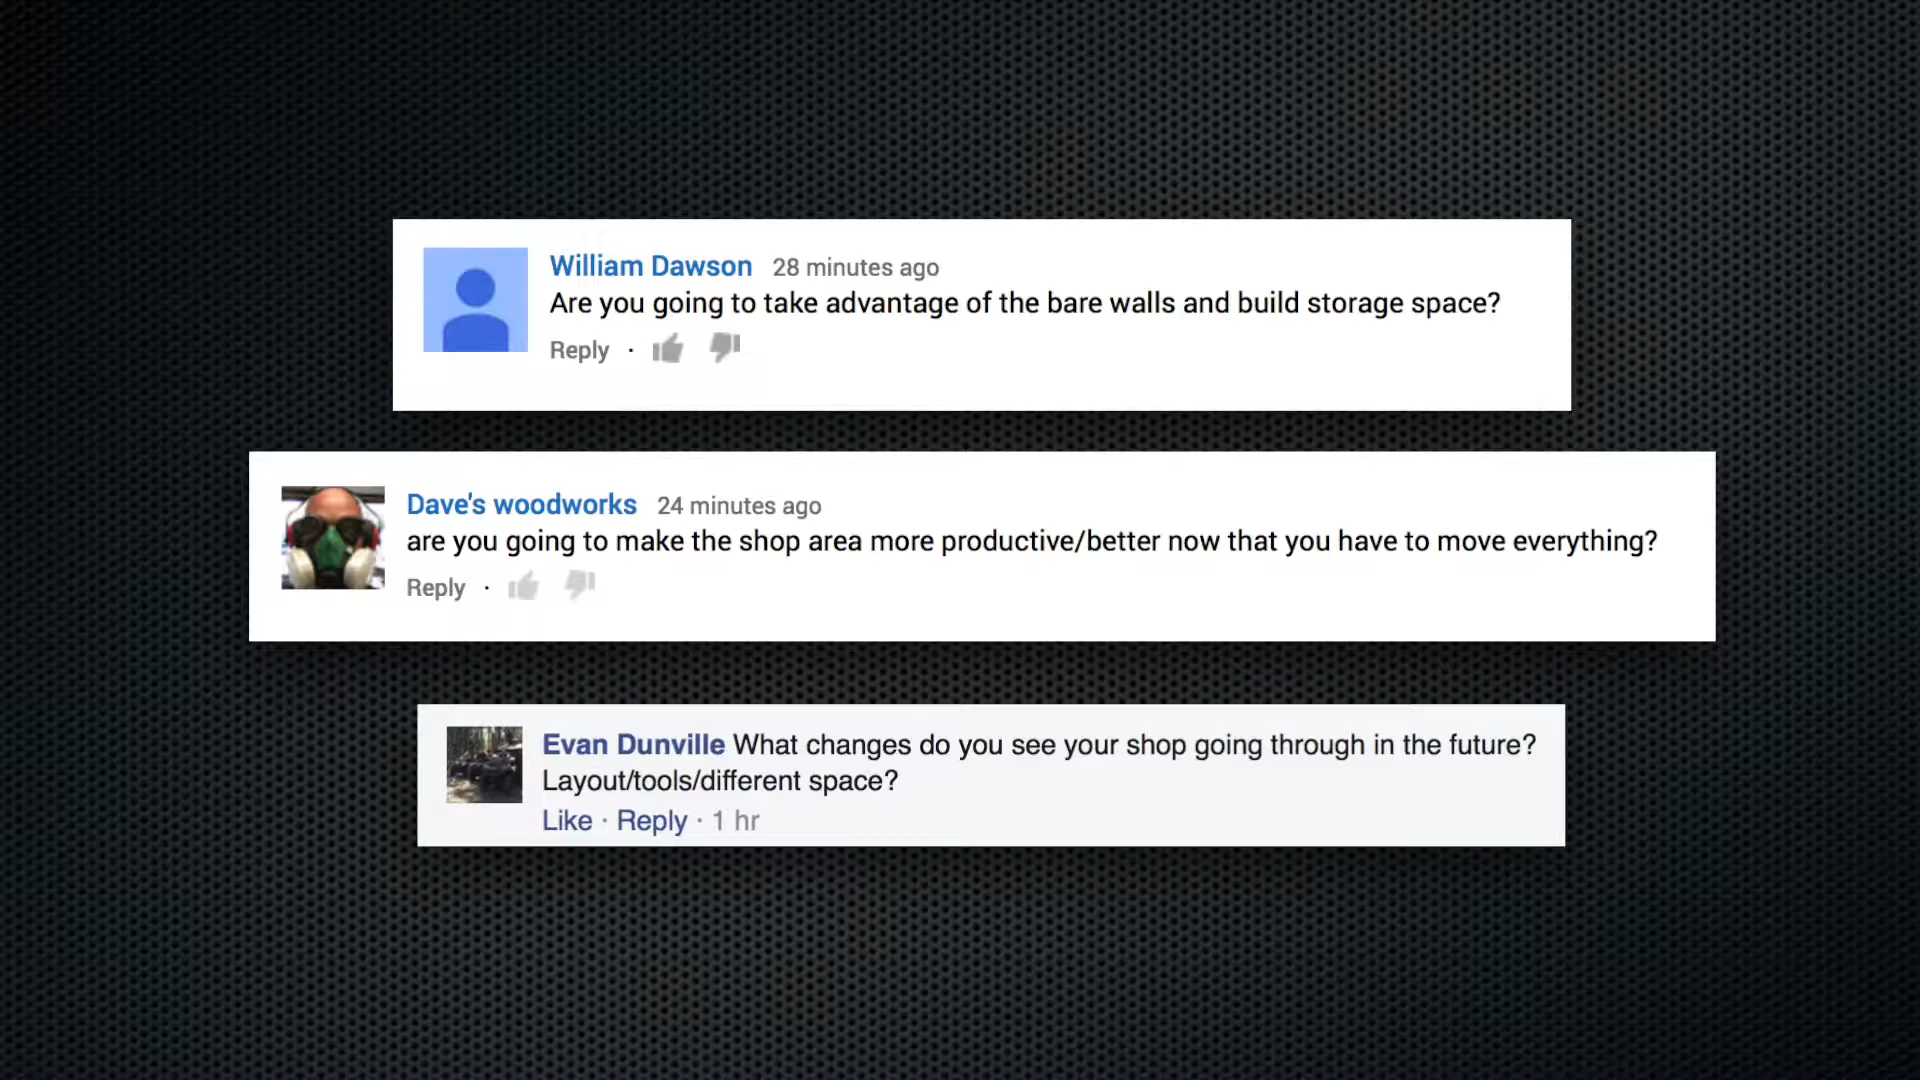 William Dawson 28 minutes ago
Are you going to take advantage of the bare walls and build storage space?
Reply ·
Dave's woodworks 24 minutes ago
are you going to make the shop area more productive/better now that you have to move everything?
Reply ·
Evan Dunville What changes do you see your shop going through in the future?
Layout/tools/different space?
Like · Reply · 1 hr